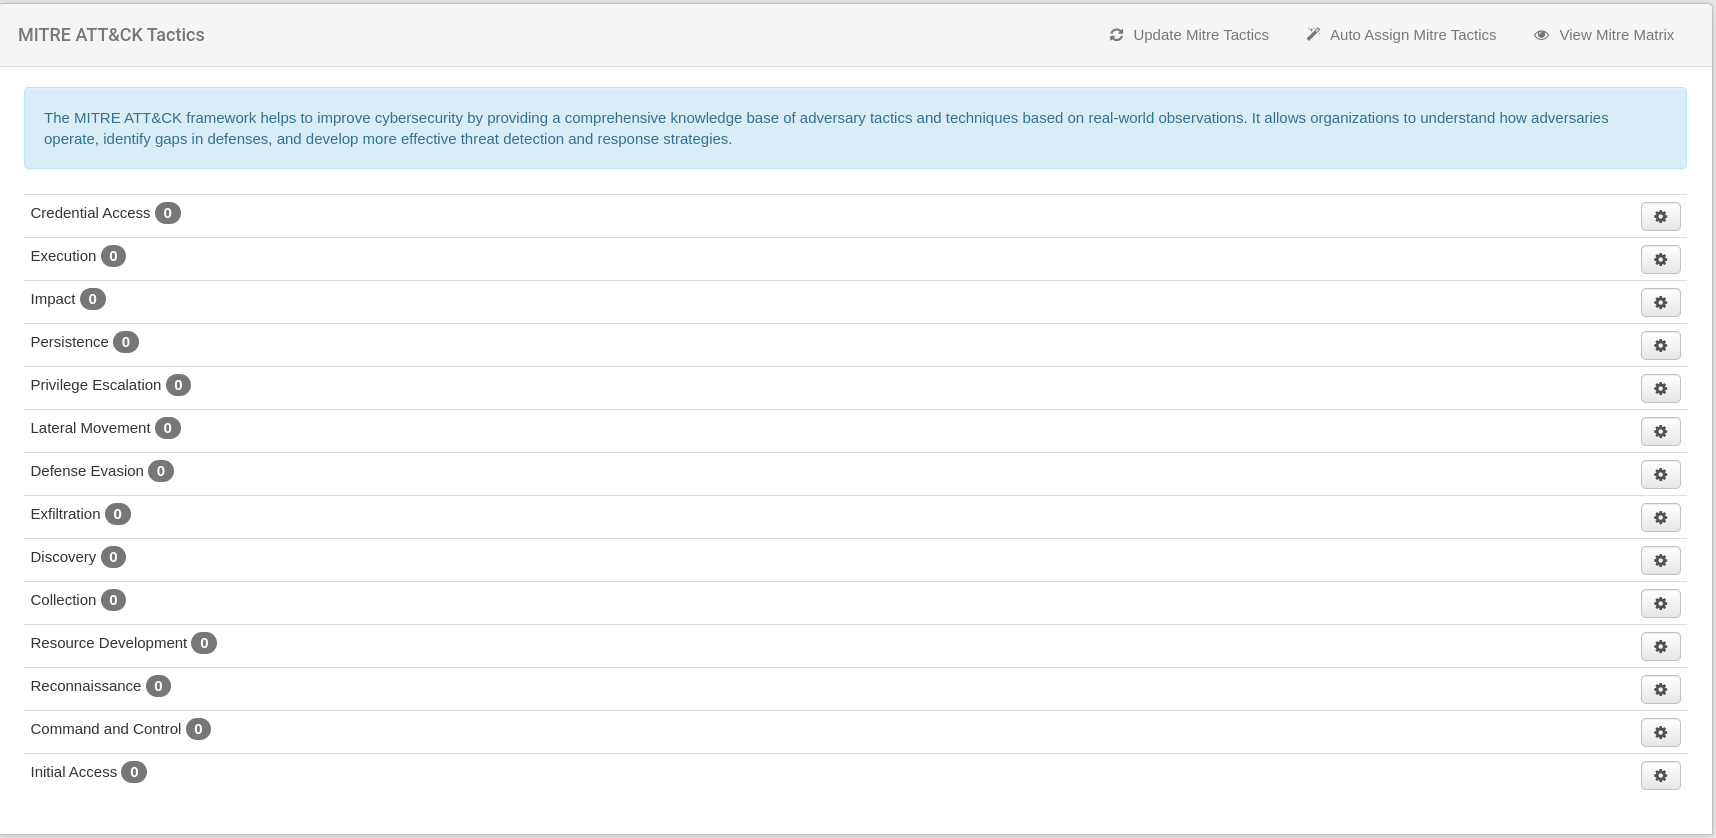 MITRE ATT&CK Tactics
Update Mitre Tactics
Auto Assign Mitre Tactics
View Mitre Matrix
The MITRE ATT&CK framework helps to improve cybersecurity by providing a comprehensive knowledge base of adversary tactics and techniques based on real-world observations. It allows organizations to understand how adversaries
operate, identify gaps in defenses, and develop more effective threat detection and response strategies.
Credential Access 0
Execution 0
Impact 0
Persistence 0
Privilege Escalation 0
Lateral Movement 0
Defense Evasion 0
Exfiltration 0
Discovery 0
Collection 0
Resource Development 0
Reconnaissance 0
Command and Control 0
Initial Access 0